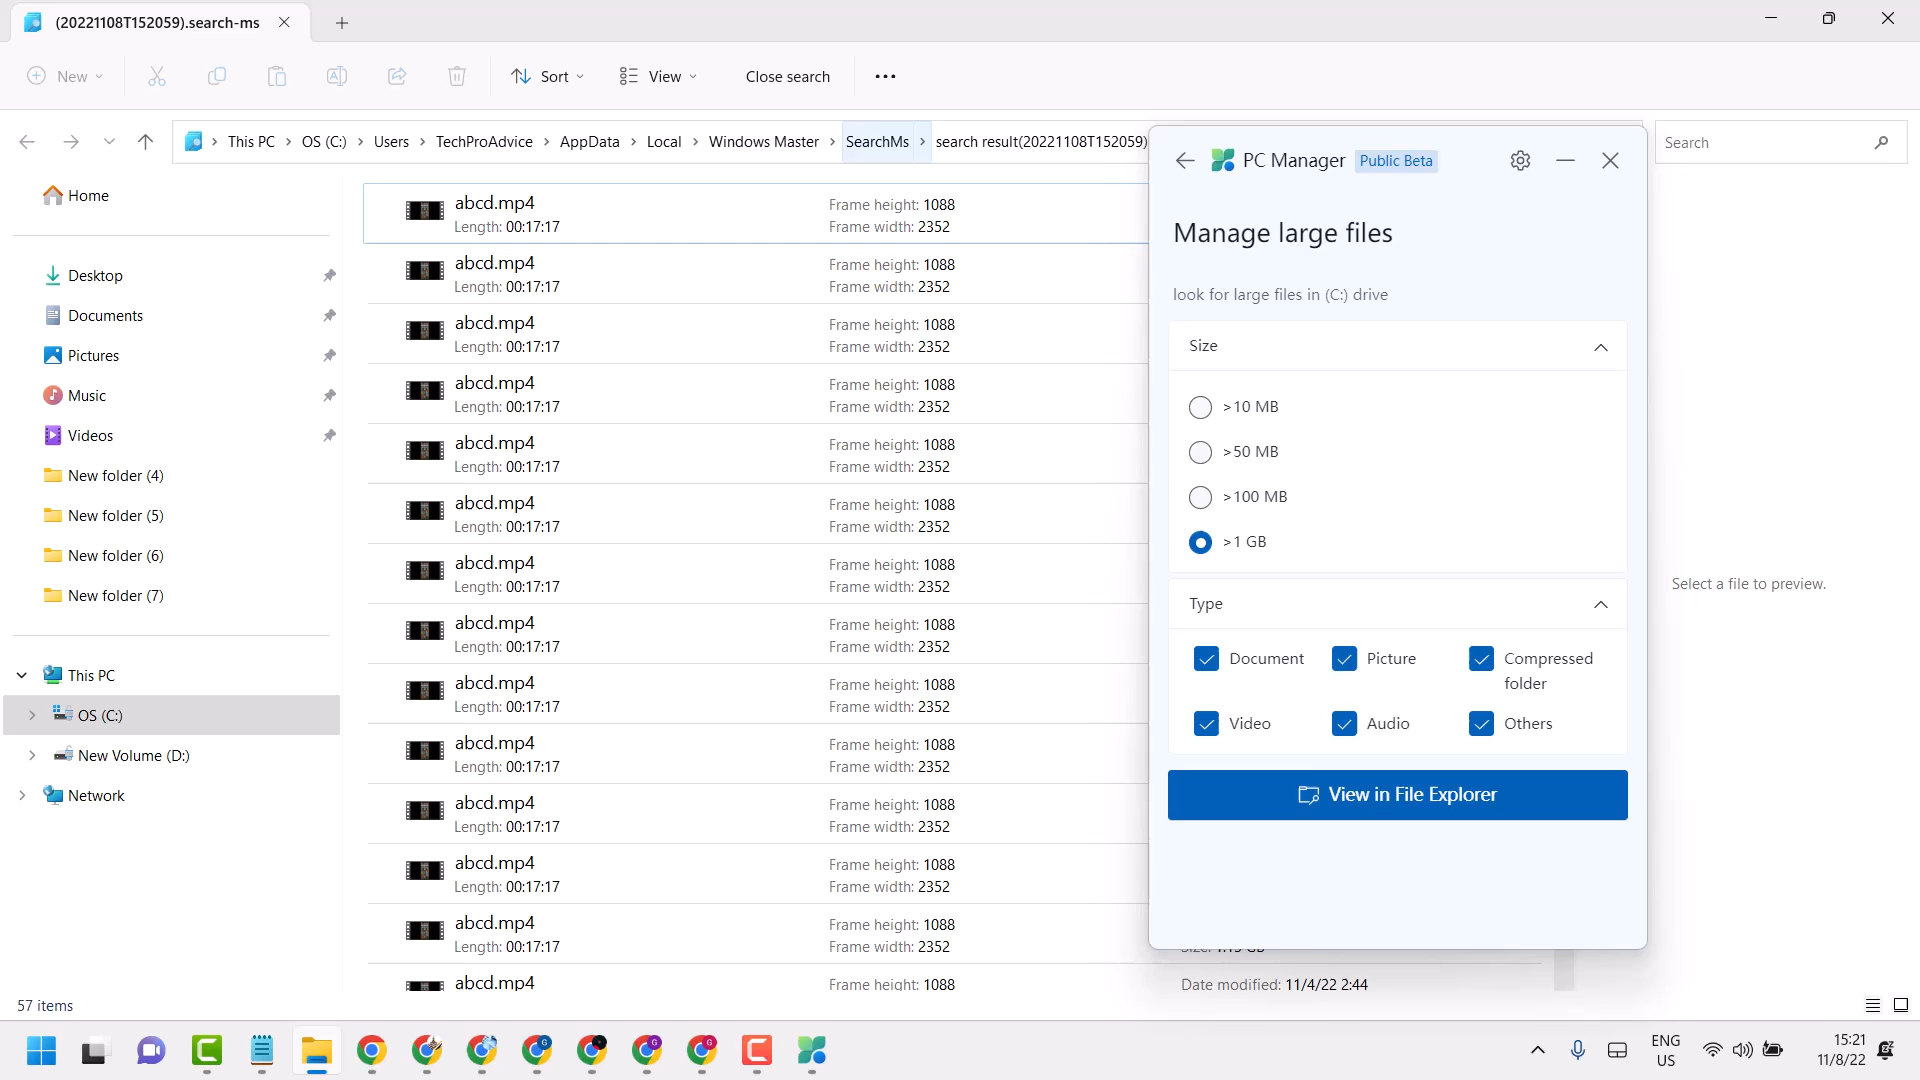 (20221108T152059).search-ms
New
Sort
View
Close search
This PC
OS (C:)
Users
TechProAdvice
AppData
Local
Windows Master
SearchMs
search result(20221108T152059)
Search
Home
Desktop
Documents
Pictures
Music
Videos
New folder (4)
New folder (5)
New folder (6)
New folder (7)
This PC
OS (C:)
New Volume (D:)
Network
abcd.mp4
Length: 00:17:17
Frame height: 1088
Frame width: 2352
abcd.mp4
Length: 00:17:17
Frame height: 1088
Frame width: 2352
abcd.mp4
Length: 00:17:17
Frame height: 1088
Frame width: 2352
abcd.mp4
Length: 00:17:17
Frame height: 1088
Frame width: 2352
abcd.mp4
Length: 00:17:17
Frame height: 1088
Frame width: 2352
abcd.mp4
Length: 00:17:17
Frame height: 1088
Frame width: 2352
abcd.mp4
Length: 00:17:17
Frame height: 1088
Frame width: 2352
abcd.mp4
Length: 00:17:17
Frame height: 1088
Frame width: 2352
abcd.mp4
Length: 00:17:17
Frame height: 1088
Frame width: 2352
abcd.mp4
Length: 00:17:17
Frame height: 1088
Frame width: 2352
abcd.mp4
Length: 00:17:17
Frame height: 1088
Frame width: 2352
abcd.mp4
Length: 00:17:17
Frame height: 1088
Frame width: 2352
abcd.mp4
Length: 00:17:17
Frame height: 1088
Frame width: 2352
abcd.mp4
Frame height: 1088
Date modified: 11/4/22 2:44
PC Manager
Public Beta
Manage large files
look for large files in (C:) drive
Size
>10 MB
>50 MB
>100 MB
>1 GB
Type
Document
Picture
Compressed
folder
Video
Audio
Others
View in File Explorer
Select a file to preview.
57 items
ENG
US
15:21
11/8/22